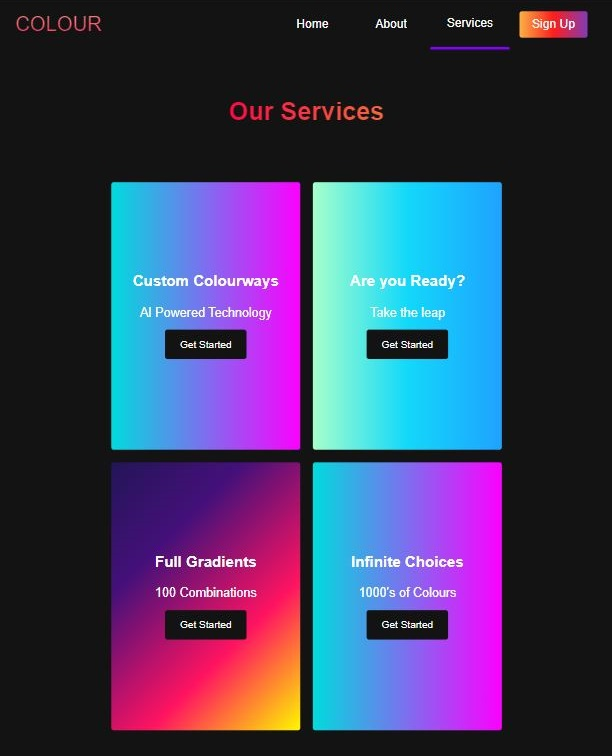 COLOUR
Home
About
Services
Sign Up
Our Services
Custom Colourways
AI Powered Technology
Get Started
Are you Ready?
Take the leap
Get Started
Full Gradients
100 Combinations
Get Started
Infinite Choices
1000's of Colours
Get Started